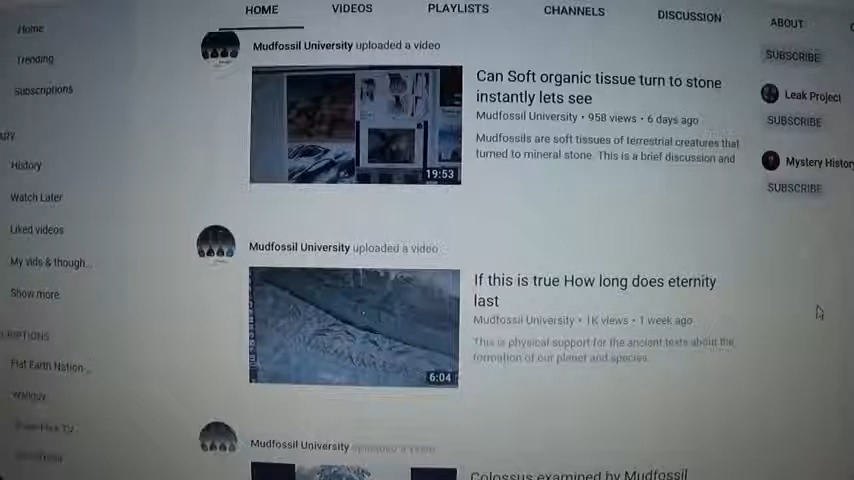 HOME
VIDEOS
PLAYLISTS
CHANNELS
DISCUSSION
ABOUT
Home
Trending
Subscriptions
History
Watch Later
Liked videos
My vids & though...
Show more
Flat Earth Nation...
Mudfossil University uploaded a video
19:53
Can Soft organic tissue turn to stone
instantly lets see
Mudfossil University • 958 views • 6 days ago
Mudfossils are soft tissues of terrestrial creatures that
turned to mineral stone. This is a brief discussion and
Mudfossil University uploaded a video
6:04
If this is true How long does eternity
last
Mudfossil University • 1K views • 1 week ago
This is physical support for the ancient texts about the
formation of our planet and species.
Mudfossil University uploaded a video
Colossus examined by Mudfossil
SUBSCRIBE
Leak Project
SUBSCRIBE
Mystery History
SUBSCRIBE